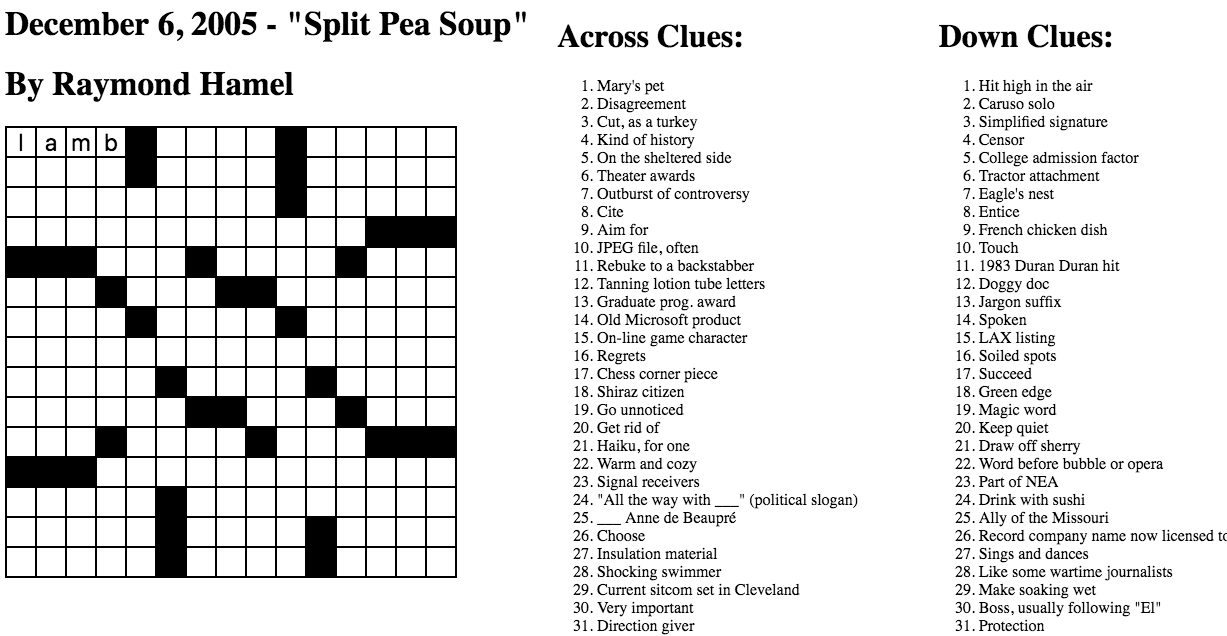 December 6, 2005 - "Split Pea Soup"
By Raymond Hamel
l a m b
Across Clues:
1. Mary's pet
2. Disagreement
3. Cut, as a turkey
4. Kind of history
5. On the sheltered side
6. Theater awards
7. Outburst of controversy
8. Cite
9. Aim for
10. JPEG file, often
11. Rebuke to a backstabber
12. Tanning lotion tube letters
13. Graduate prog. award
14. Old Microsoft product
15. On-line game character
16. Regrets
17. Chess corner piece
18. Shiraz citizen
19. Go unnoticed
20. Get rid of
21. Haiku, for one
22. Warm and cozy
23. Signal receivers
24. "All the way with ___" (political slogan)
25. ___ Anne de Beaupré
26. Choose
27. Insulation material
28. Shocking swimmer
29. Current sitcom set in Cleveland
30. Very important
31. Direction giver
Down Clues:
1. Hit high in the air
2. Caruso solo
3. Simplified signature
4. Censor
5. College admission factor
6. Tractor attachment
7. Eagle's nest
8. Entice
9. French chicken dish
10. Touch
11. 1983 Duran Duran hit
12. Doggy doc
13. Jargon suffix
14. Spoken
15. LAX listing
16. Soiled spots
17. Succeed
18. Green edge
19. Magic word
20. Keep quiet
21. Draw off sherry
22. Word before bubble or opera
23. Part of NEA
24. Drink with sushi
25. Ally of the Missouri
26. Record company name now licensed to
27. Sings and dances
28. Like some wartime journalists
29. Make soaking wet
30. Boss, usually following "El"
31. Protection